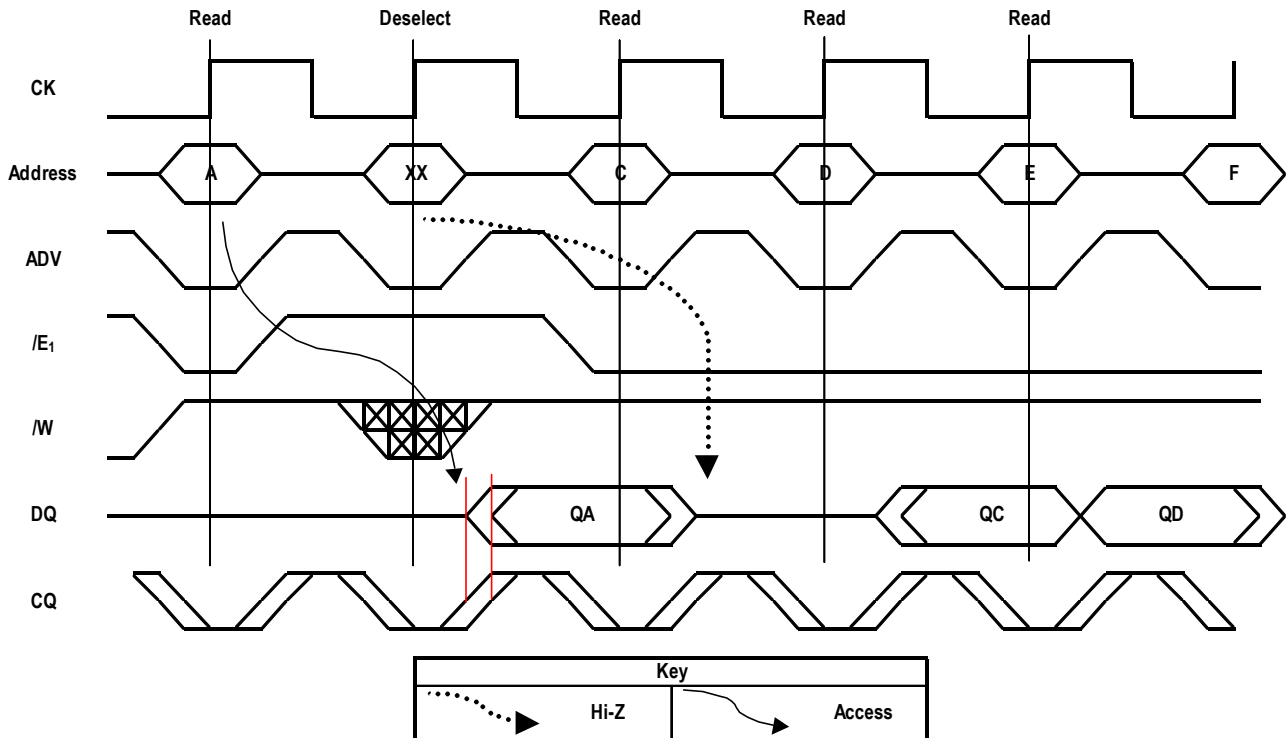 Read Deselect Read Read Read
CK
Address A XX C D E F
ADV
/E₁
/W
DQ QA QC QD
CQ
Key
Hi-Z Access